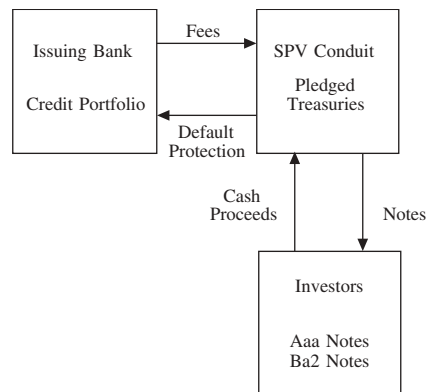 Issuing Bank
Credit Portfolio
Fees
SPV Conduit
Pledged
Treasuries
Default
Protection
Cash
Proceeds
Notes
Investors
Aaa Notes
Ba2 Notes